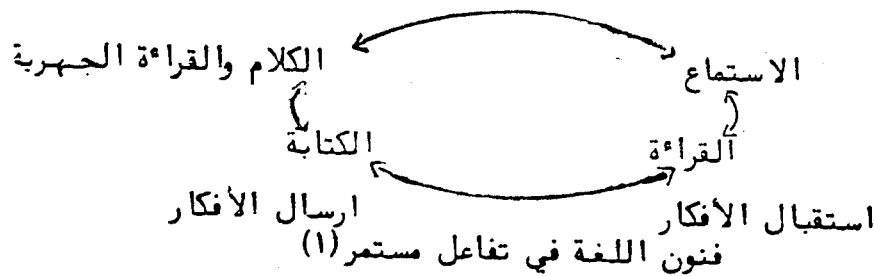 الاستماع
الكلام والقراءة الجهرية
القراءة
الكتابة
استقبال الأفكار
ارسال الأفكار
فنون اللغة في تفاعل مستمر (١)